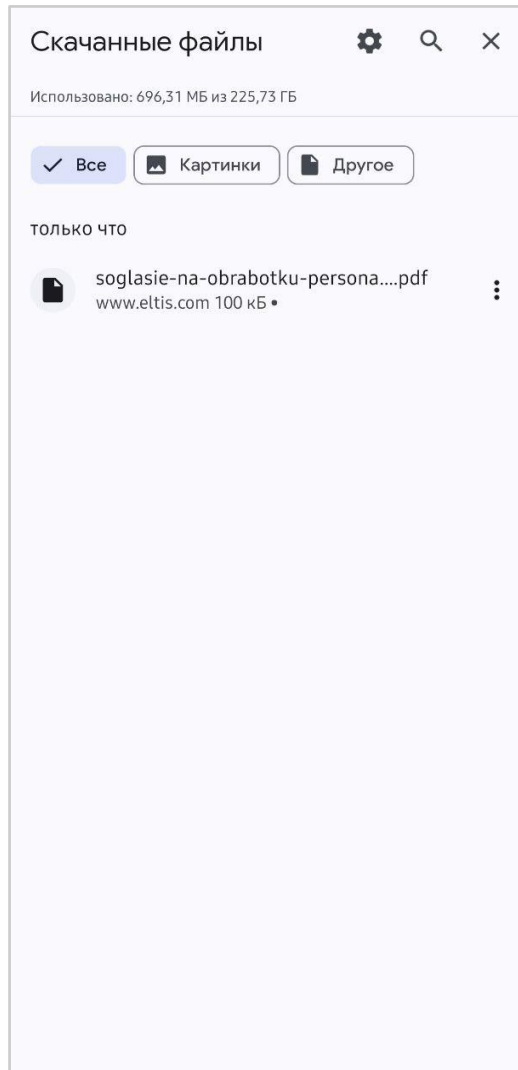 Скачанные файлы
Использовано: 696,31 МБ из 225,73 ГБ
Все Картинки Другое
только что
soglasie-na-obrabotku-persona....pdf
www.eltis.com 100 кБ •